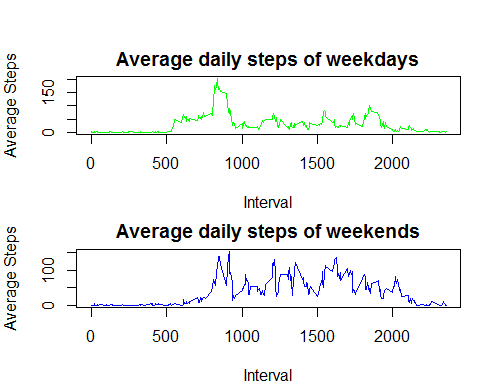 Average daily steps of weekdays
Average Steps
150
0
0 500 1000 1500 2000
Interval
Average daily steps of weekends
Average Steps
100
0
0 500 1000 1500 2000
Interval